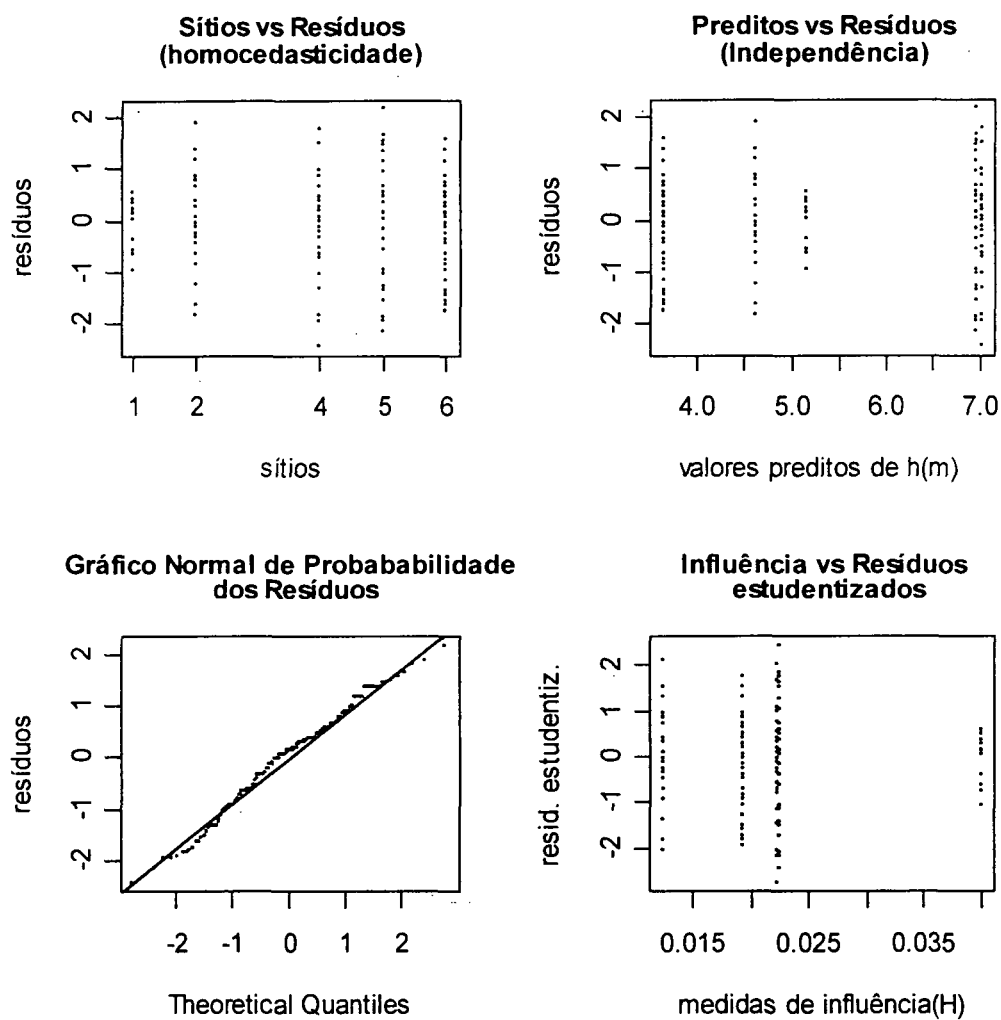 Sítios vs Resíduos
(homocedasticidade)
resíduos
2
1
0
-1
-2
1 2 4 5 6
sítios
Preditos vs Resíduos
(Independência)
resíduos
2
1
0
-1
-2
4.0 5.0 6.0 7.0
valores preditos de h(m)
Gráfico Normal de Probababilidade
dos Resíduos
resíduos
2
1
0
-1
-2
-2 -1 0 1 2
Theoretical Quantiles
Influência vs Resíduos
estudentizados
resid. estudentiz.
2
1
0
-1
-2
0.015 0.025 0.035
medidas de influência(H)